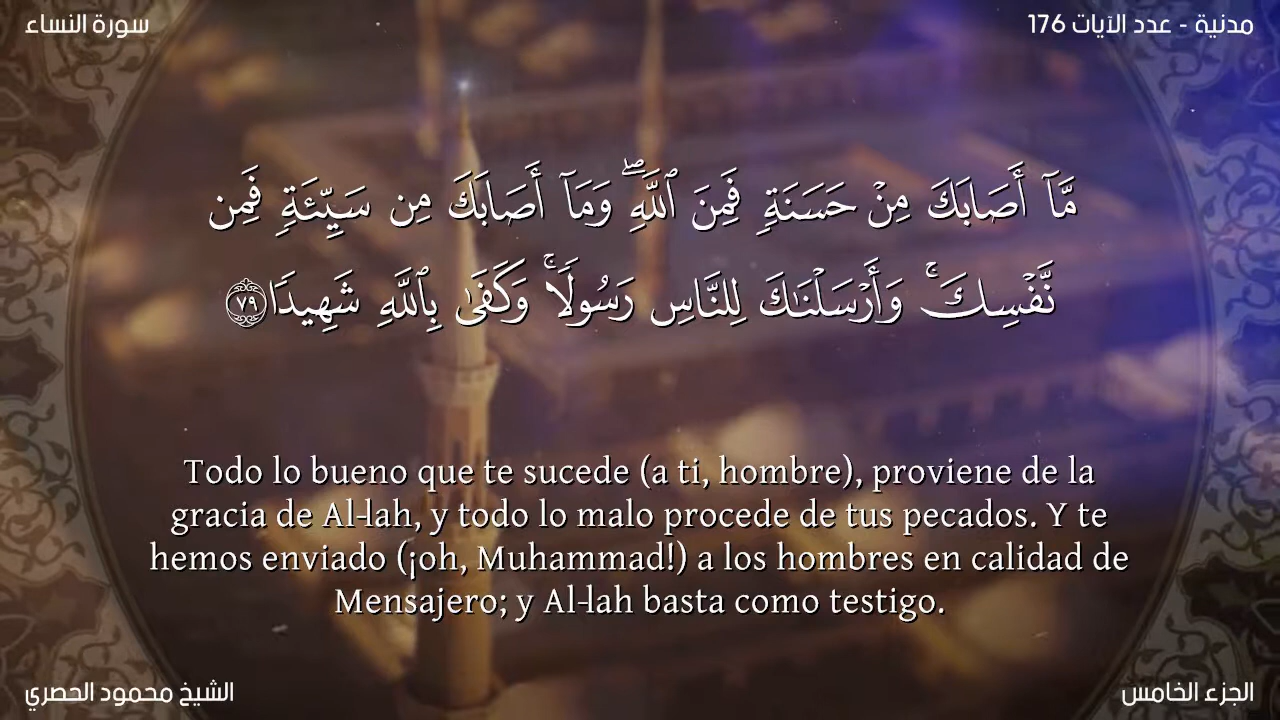 مدنية - عدد الآيات 176
سورة النساء
مَّآ أَصَابَكَ مِنْ حَسَنَةٍۢ فَمِنَ ٱللَّهِ ۖ وَمَآ أَصَابَكَ مِن سَيِّئَةٍۢ فَمِن
نَّفْسِكَ ۚ وَأَرْسَلْنَـٰكَ لِلنَّاسِ رَسُولًۭا ۚ وَكَفَىٰ بِٱللَّهِ شَهِيدًۭا ٧٩
Todo lo bueno que te sucede (a ti, hombre), proviene de la
gracia de Al-lah, y todo lo malo procede de tus pecados. Y te
hemos enviado (¡oh, Muhammad!) a los hombres en calidad de
Mensajero; y Al-lah basta como testigo.
الجزء الخامس
الشيخ محمود الحصري